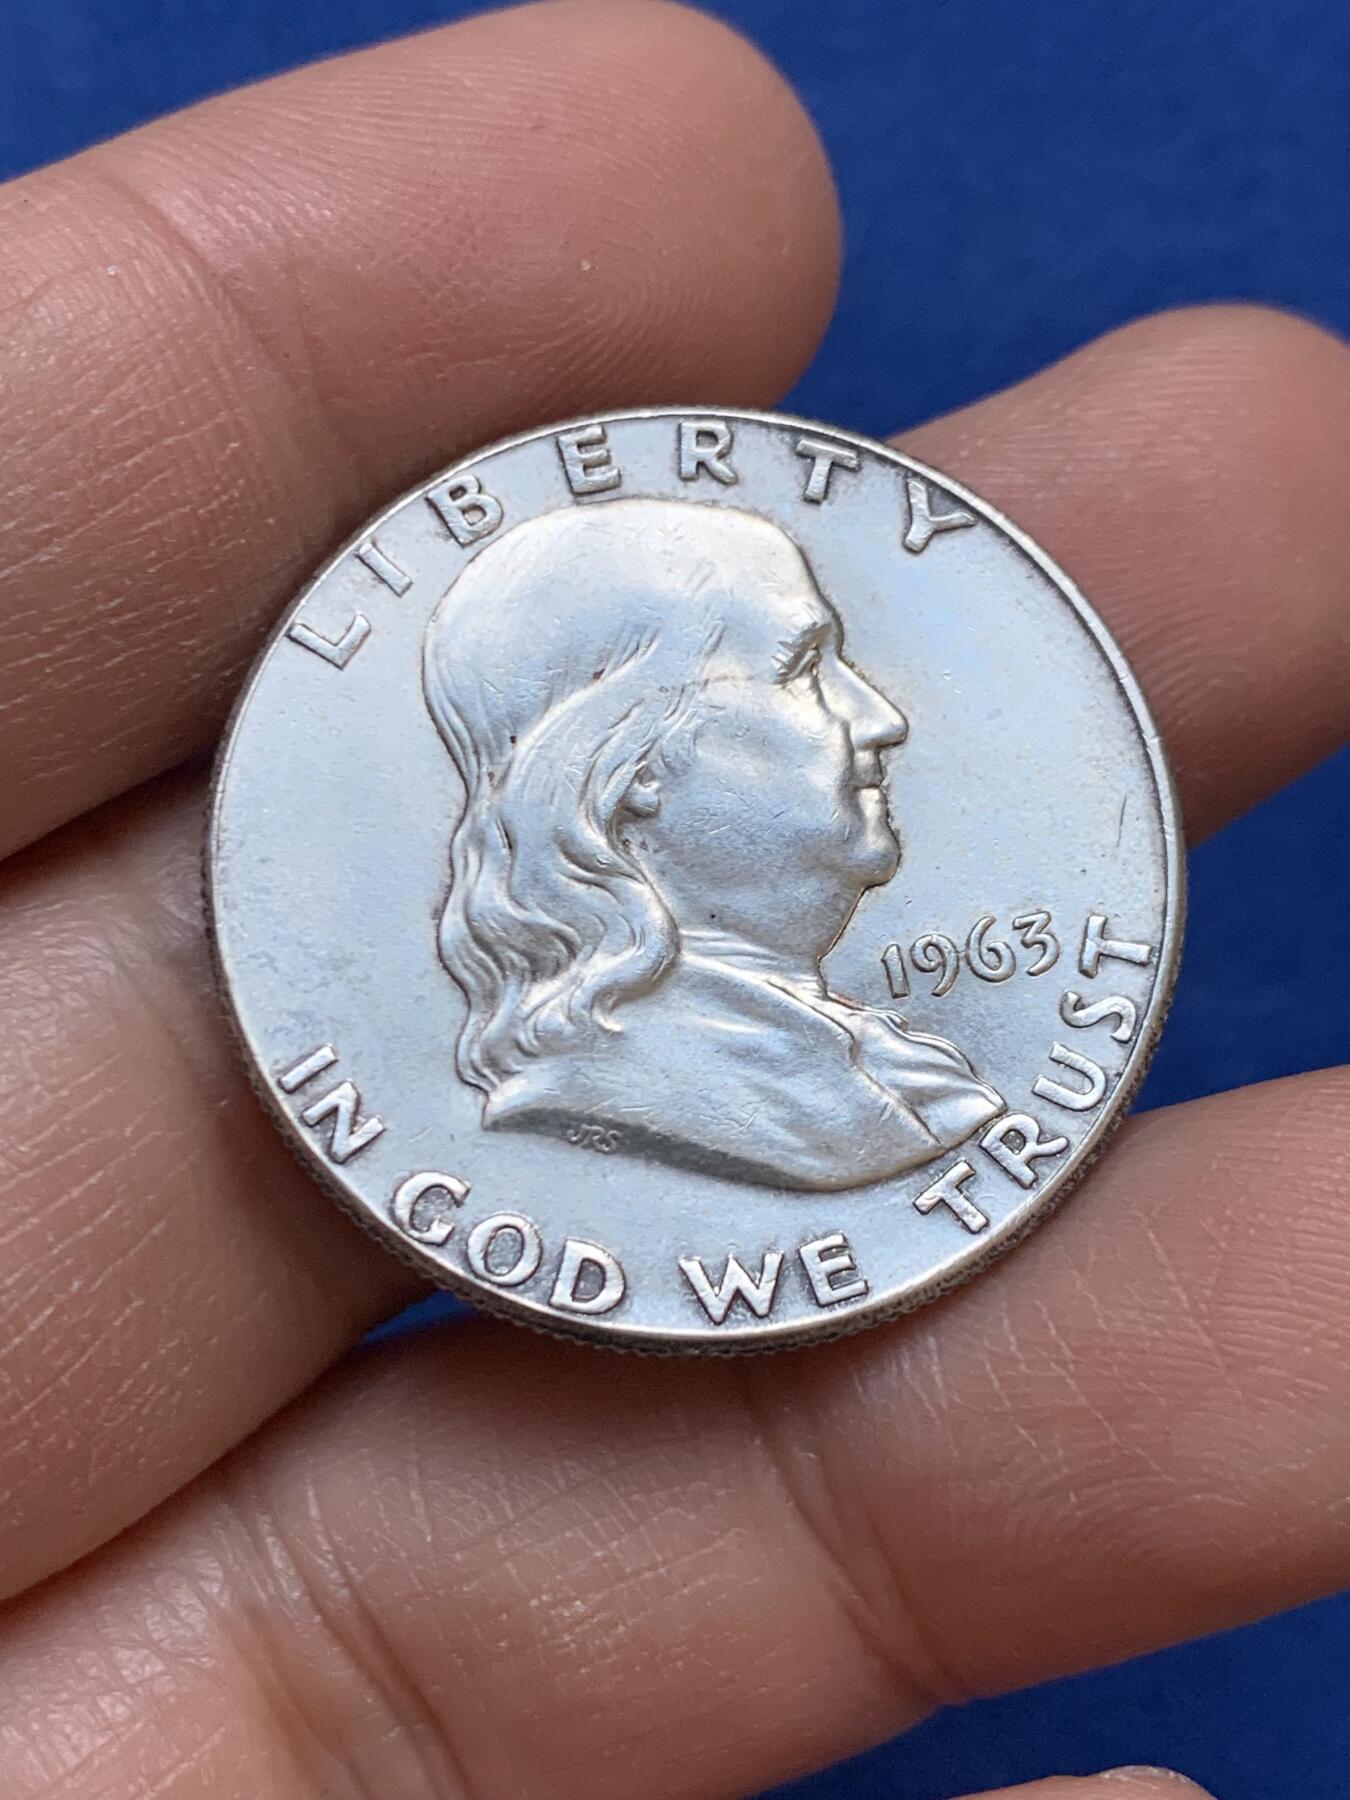 LIBERTY
1963
JRS
IN GOD WE TRUST